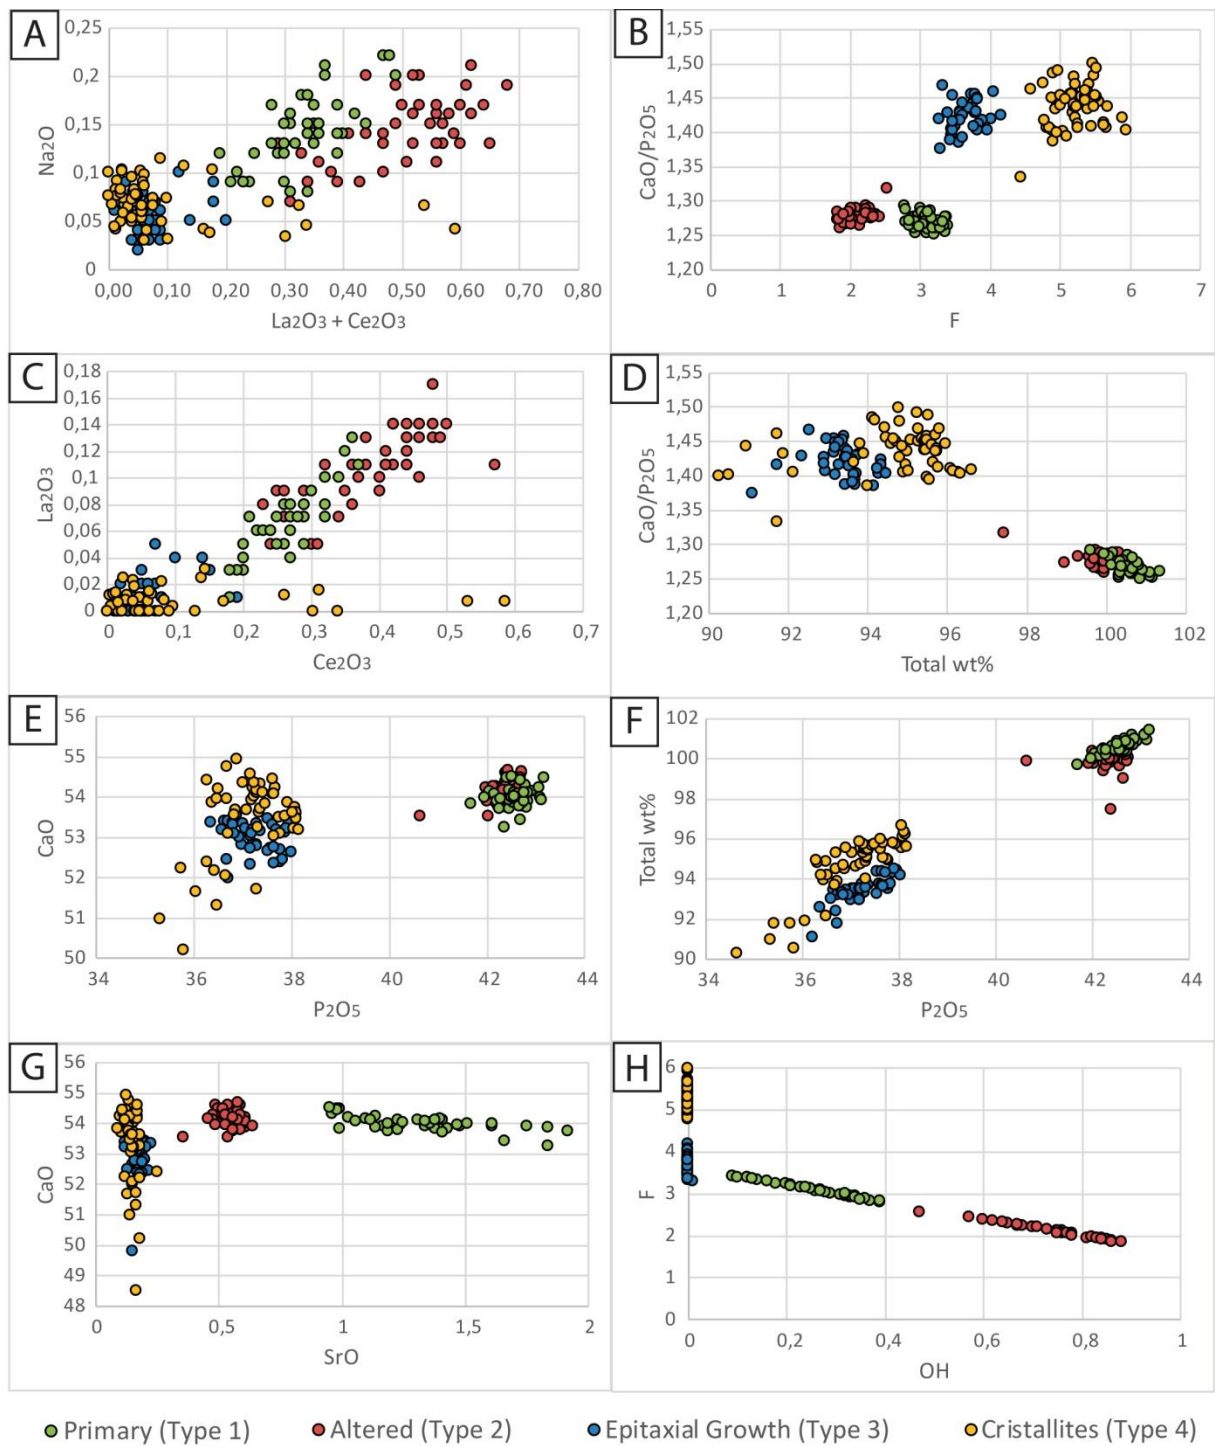 A
Na2O
0,25
0,2
0,15
0,1
0,05
0
0,00 0,10 0,20 0,30 0,40 0,50 0,60 0,70 0,80
La2O3 + Ce2O3
B
CaO/P2O5
1,55
1,50
1,45
1,40
1,35
1,30
1,25
1,20
0 1 2 3 4 5 6 7
F
C
La2O3
0,18
0,16
0,14
0,12
0,1
0,08
0,06
0,04
0,02
0
0 0,1 0,2 0,3 0,4 0,5 0,6 0,7
Ce2O3
D
CaO/P2O5
1,55
1,50
1,45
1,40
1,35
1,30
1,25
1,20
90 92 94 96 98 100 102
Total wt%
E
CaO
56
55
54
53
52
51
50
34 36 38 40 42 44
P2O5
F
Total wt%
102
100
98
96
94
92
90
34 36 38 40 42 44
P2O5
G
CaO
56
55
54
53
52
51
50
49
48
0 0,5 1 1,5 2
SrO
H
F
6
5
4
3
2
1
0
0 0,2 0,4 0,6 0,8 1
OH
Primary (Type 1) Altered (Type 2) Epitaxial Growth (Type 3) Cristallites (Type 4)